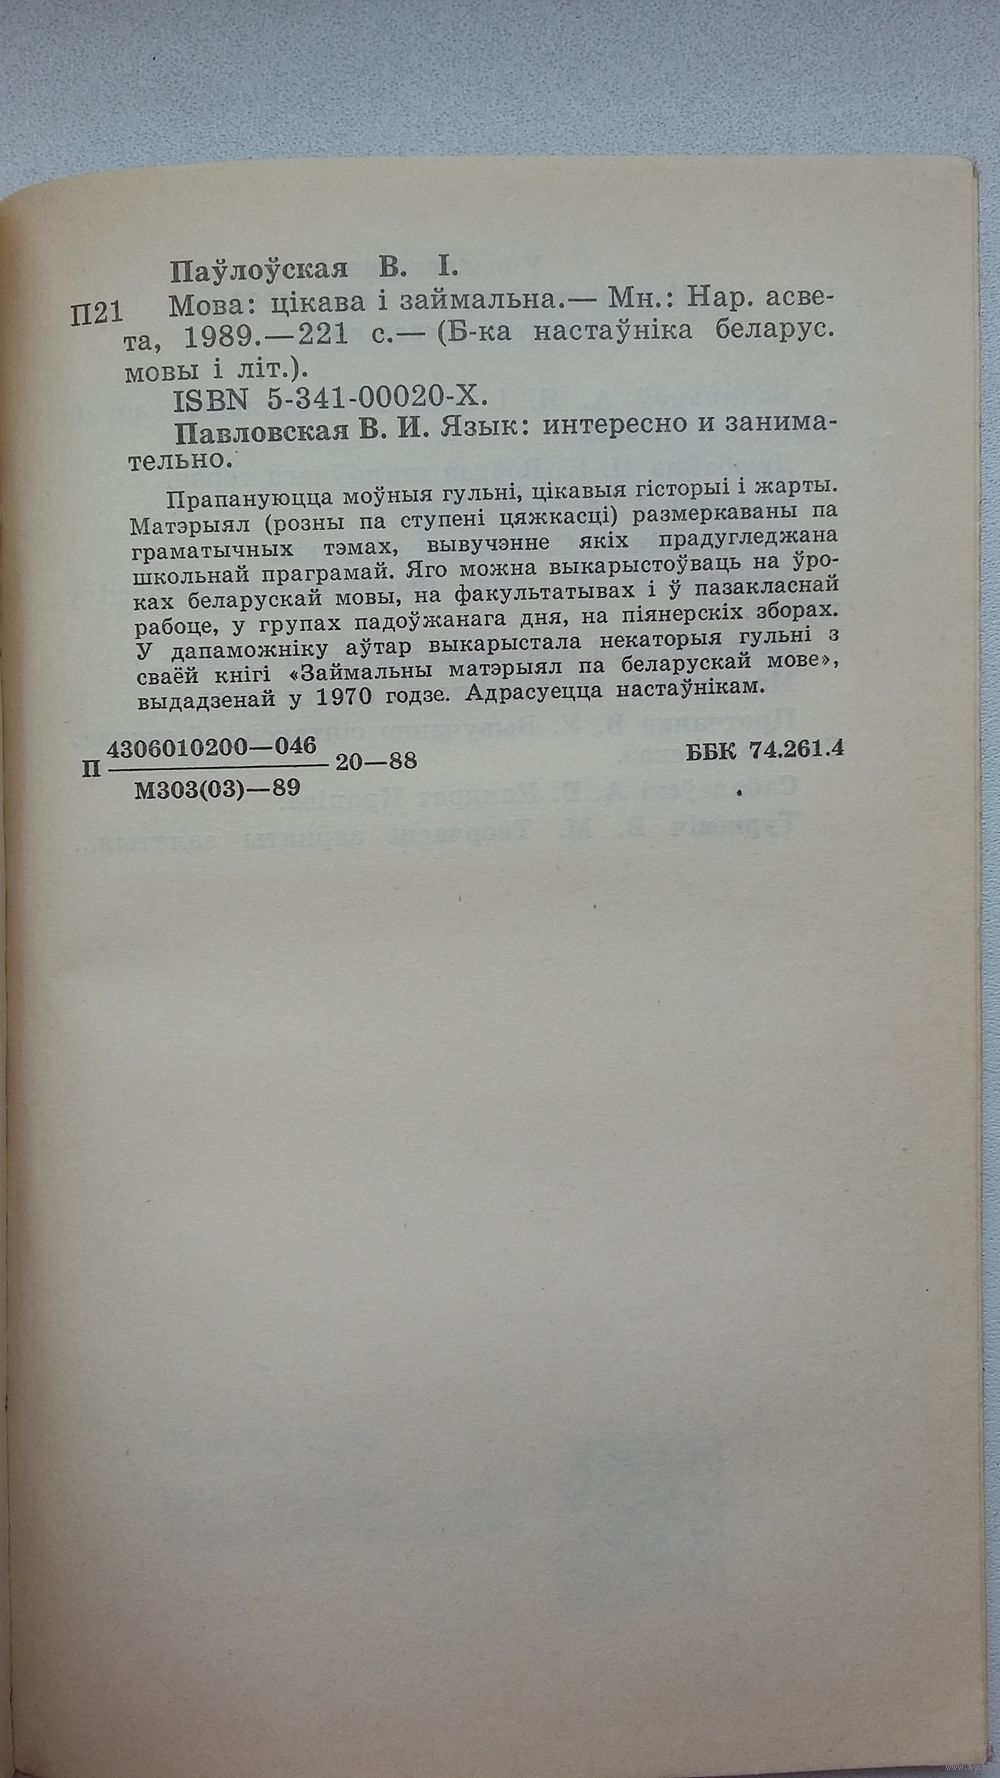 Паўлоўская В. І.
П21 Мова: цікава і займальна.— Мн.: Нар. асве-
та, 1989.—221 с.— (Б-ка настаўніка беларус.
мовы і літ.).
ISBN 5-341-00020-X.
Павловская В. И. Язык: интересно и занима-
тельно.
Прапануюцца моўныя гульні, цікавыя гісторыі і жарты.
Матэрыял (розны па ступені цяжкасці) размеркаваны па
граматычных тэмах, вывучэнне якіх прадугледжана
школьнай праграмай. Яго можна выкарыстоўваць на ўро-
ках беларускай мовы, на факультатывах і ў пазакласнай
рабоце, у групах падоўжанага дня, на піянерскіх зборах.
У дапаможніку аўтар выкарыстала некаторыя гульні з
сваёй кнігі «Займальны матэрыял па беларускай мове»,
выдадзенай у 1970 годзе. Адрасуецца настаўнікам.
4306010200—046
П 20—88 ББК 74.261.4
М303(03)—89